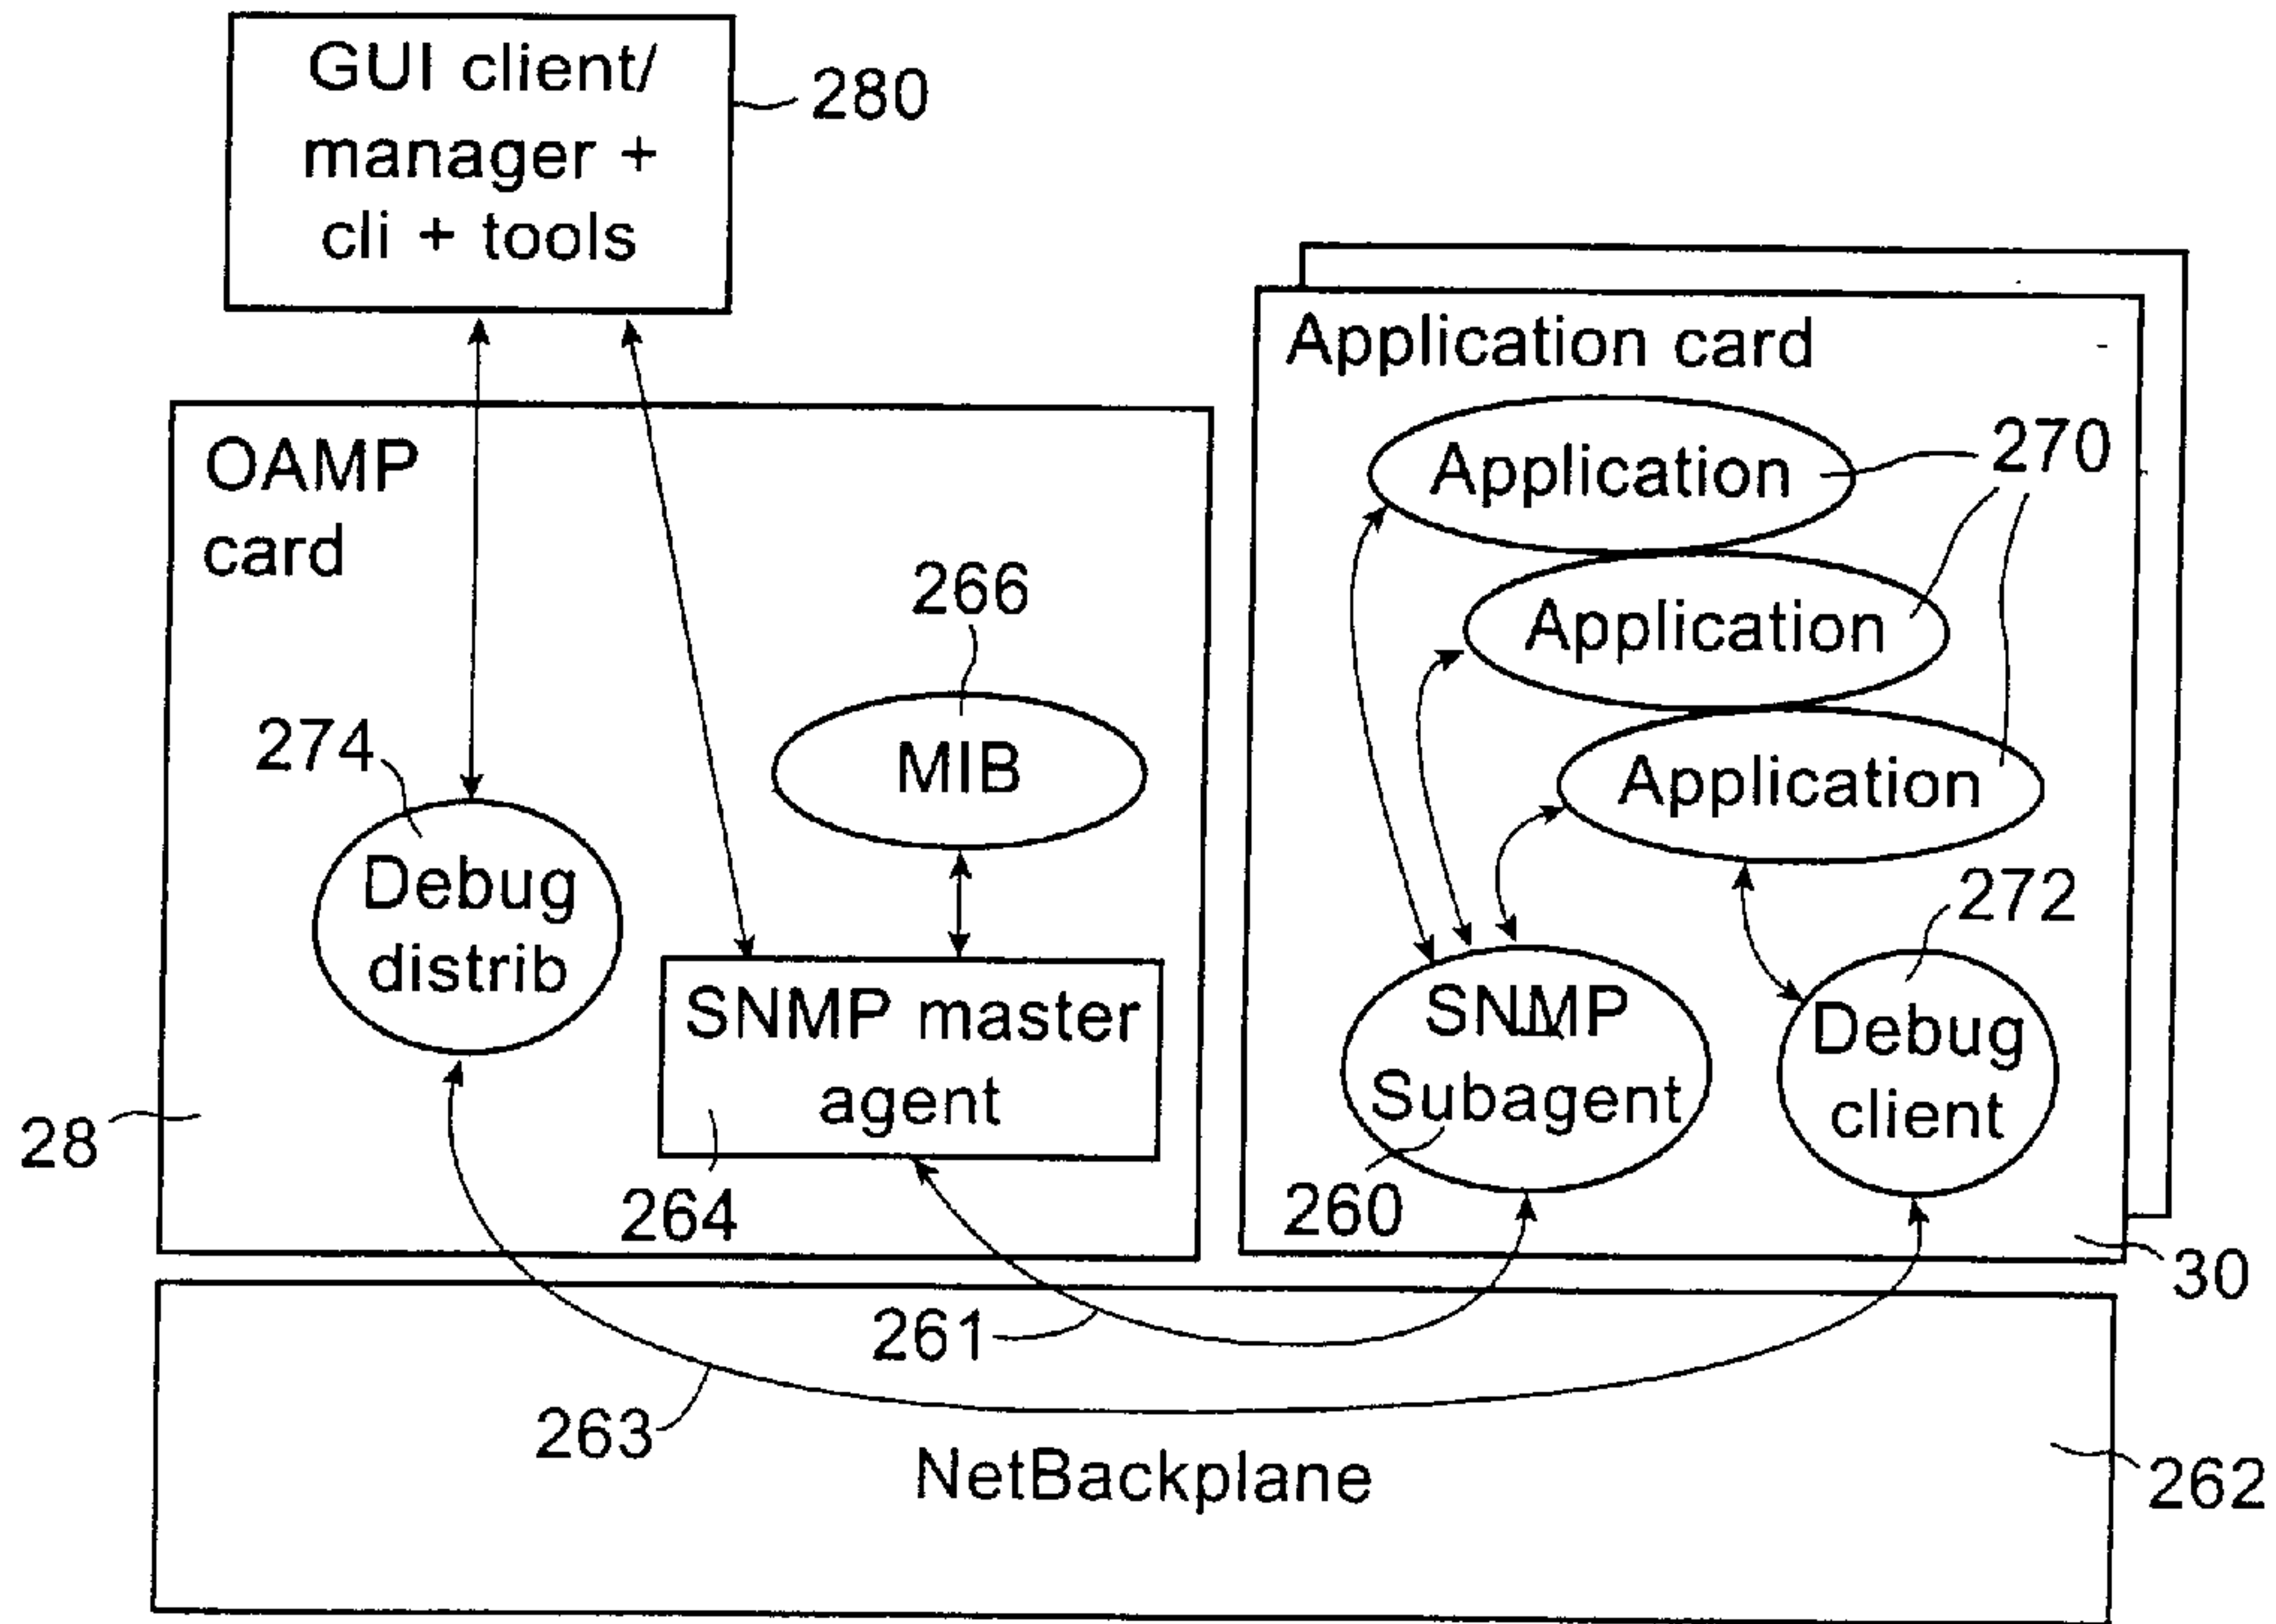 GUI client/
manager +
cli + tools
280
Application card
OAMP
card
Application
270
266
Application
274
MIB
Application
272
Debug
distrib
SNMP master
agent
SNMP
Subagent
Debug
client
28
264
260
30
261
263
NetBackplane
262